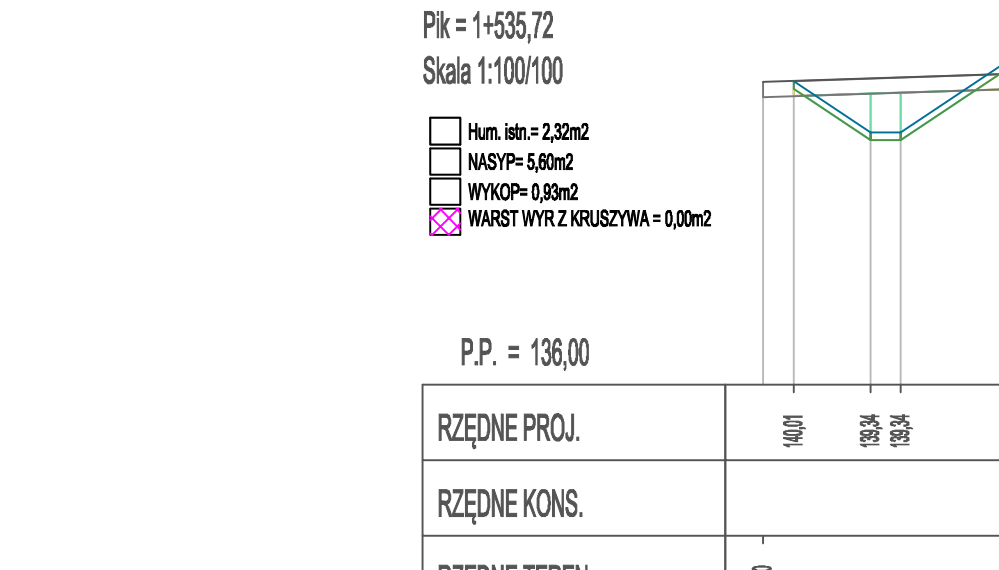 Pik = 1+535,72
Skala 1:100/100
Hum. istn.= 2,32m2
NASYP= 5,60m2
WYKOP= 0,93m2
WARST WYR Z KRUSZYWA = 0,00m2
P.P. = 136,00
RZĘDNE PROJ.
140,01
139,34
139,34
RZĘDNE KONS.